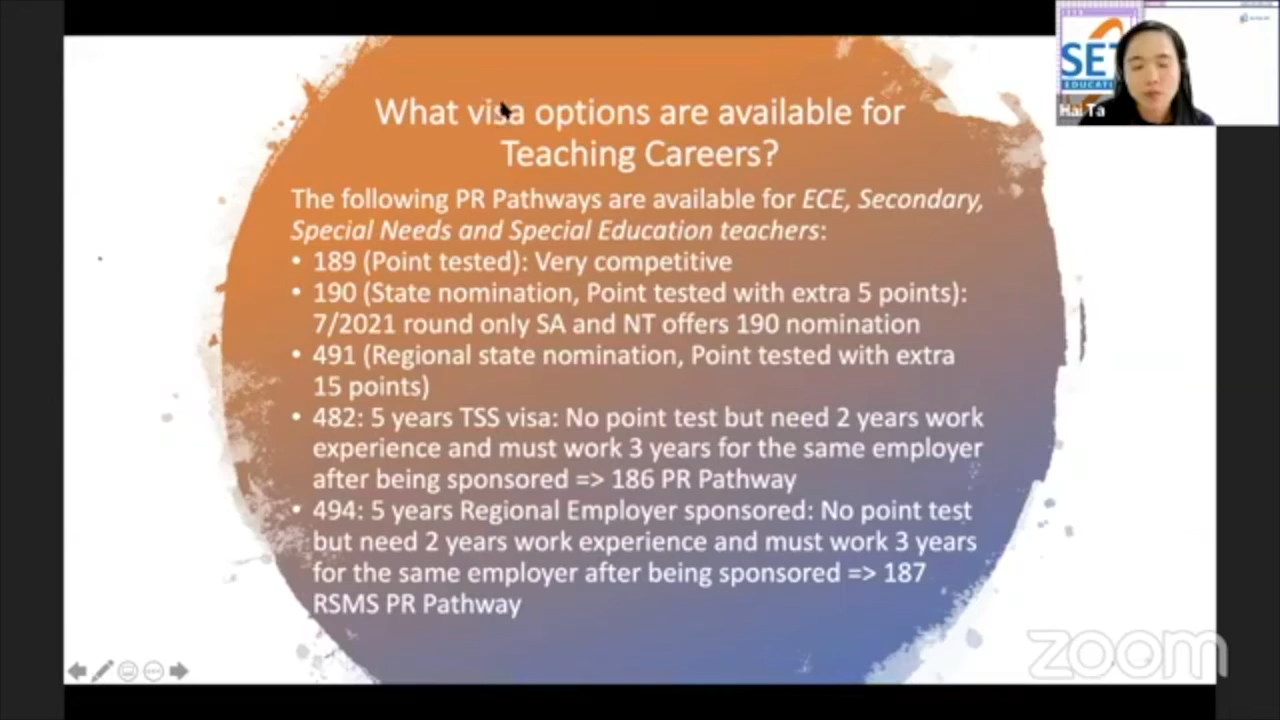 What visa options are available for
Teaching Careers?
The following PR Pathways are available for ECE, Secondary,
Special Needs and Special Education teachers:
• 189 (Point tested): Very competitive
• 190 (State nomination, Point tested with extra 5 points):
7/2021 round only SA and NT offers 190 nomination
• 491 (Regional state nomination, Point tested with extra
15 points)
• 482: 5 years TSS visa: No point test but need 2 years work
experience and must work 3 years for the same employer
after being sponsored => 186 PR Pathway
• 494: 5 years Regional Employer sponsored: No point test
but need 2 years work experience and must work 3 years
for the same employer after being sponsored => 187
RSMS PR Pathway
SET
EDUCATI
Hai Ta
zoom